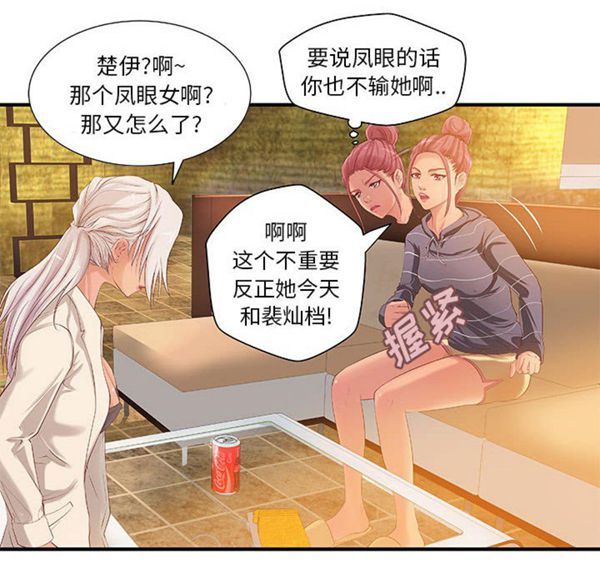 楚伊?啊~
那个凤眼女啊?
那又怎么了?
要说凤眼的话
你也不输她啊..
啊啊
这个不重要
反正她今天
和裴灿档!
握紧
Coca-Cola